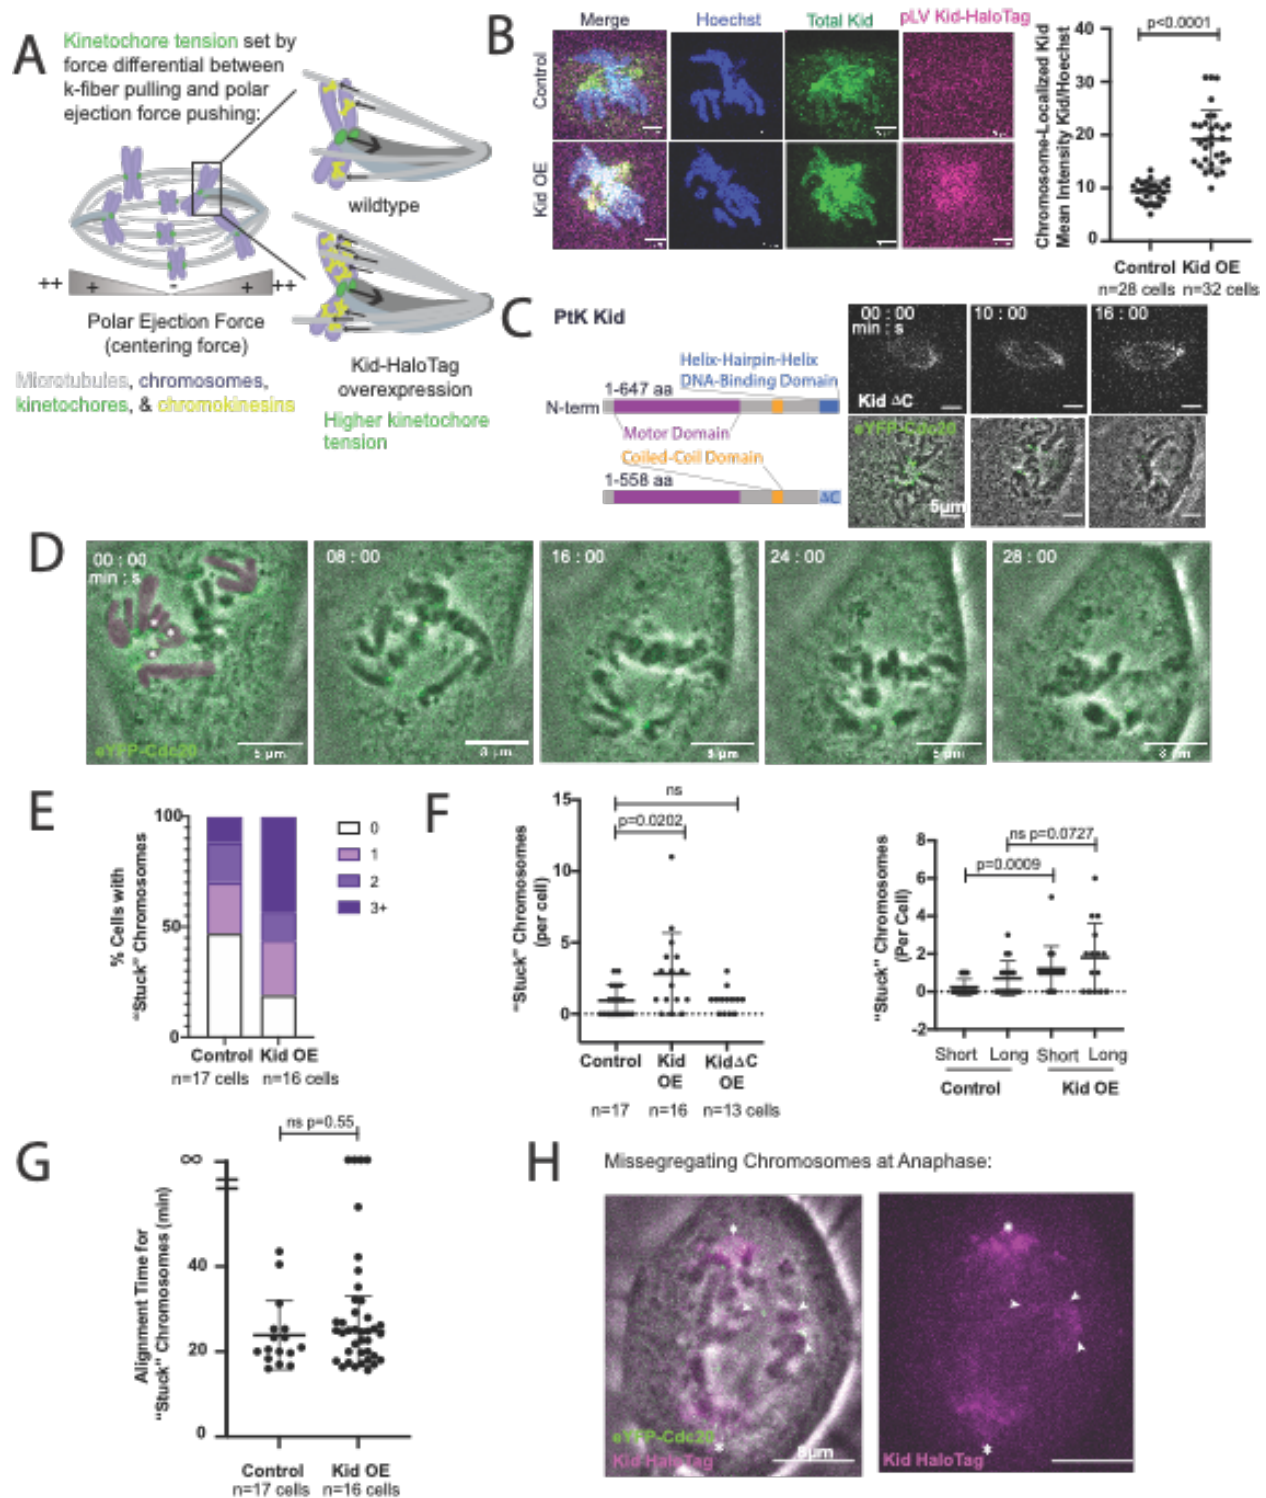 A
Kinetochore tension set by
force differential between
k-fiber pulling and polar
ejection force pushing:
wildtype
++ + - + ++
Polar Ejection Force
(centering force)
Kid-HaloTag
overexpression
Microtubules, chromosomes,
kinetochores, & chromokinesins
Higher kinetochore
tension
B
Merge Hoechst Total Kid pLV Kid-HaloTag
Control
Kid OE
Chromosome-Localized Kid
Mean Intensity Kid/Hoechst
p<0.0001
40
30
20
10
0
Control Kid OE
n=28 cells n=32 cells
C
PtK Kid
Helix-Hairpin-Helix
DNA-Binding Domain
1-647 aa
N-term
Motor Domain
Coiled-Coil Domain
1-558 aa
ΔC
00 : 00 10 : 00 16 : 00
min : s
Kid ΔC
eYFP-Cdc20
5μm
D
00 : 00 08 : 00 16 : 00 24 : 00 28 : 00
min : s
eYFP-Cdc20
5 μm
E
% Cells with
"Stuck" Chromosomes
100
50
0
0
1
2
3+
Control Kid OE
n=17 cells n=16 cells
F
"Stuck" Chromosomes
(per cell)
ns
p=0.0202
15
10
5
0
Control Kid OE KidΔC OE
n=17 n=16 n=13 cells
"Stuck" Chromosomes
(Per Cell)
ns p=0.0727
p=0.0009
8
6
4
2
0
-2
Short Long Short Long
Control Kid OE
G
Alignment Time for
"Stuck" Chromosomes (min)
ns p=0.55
∞
40
20
0
Control Kid OE
n=17 cells n=16 cells
H
Missegregating Chromosomes at Anaphase:
eYFP-Cdc20
Kid HaloTag
Kid HaloTag